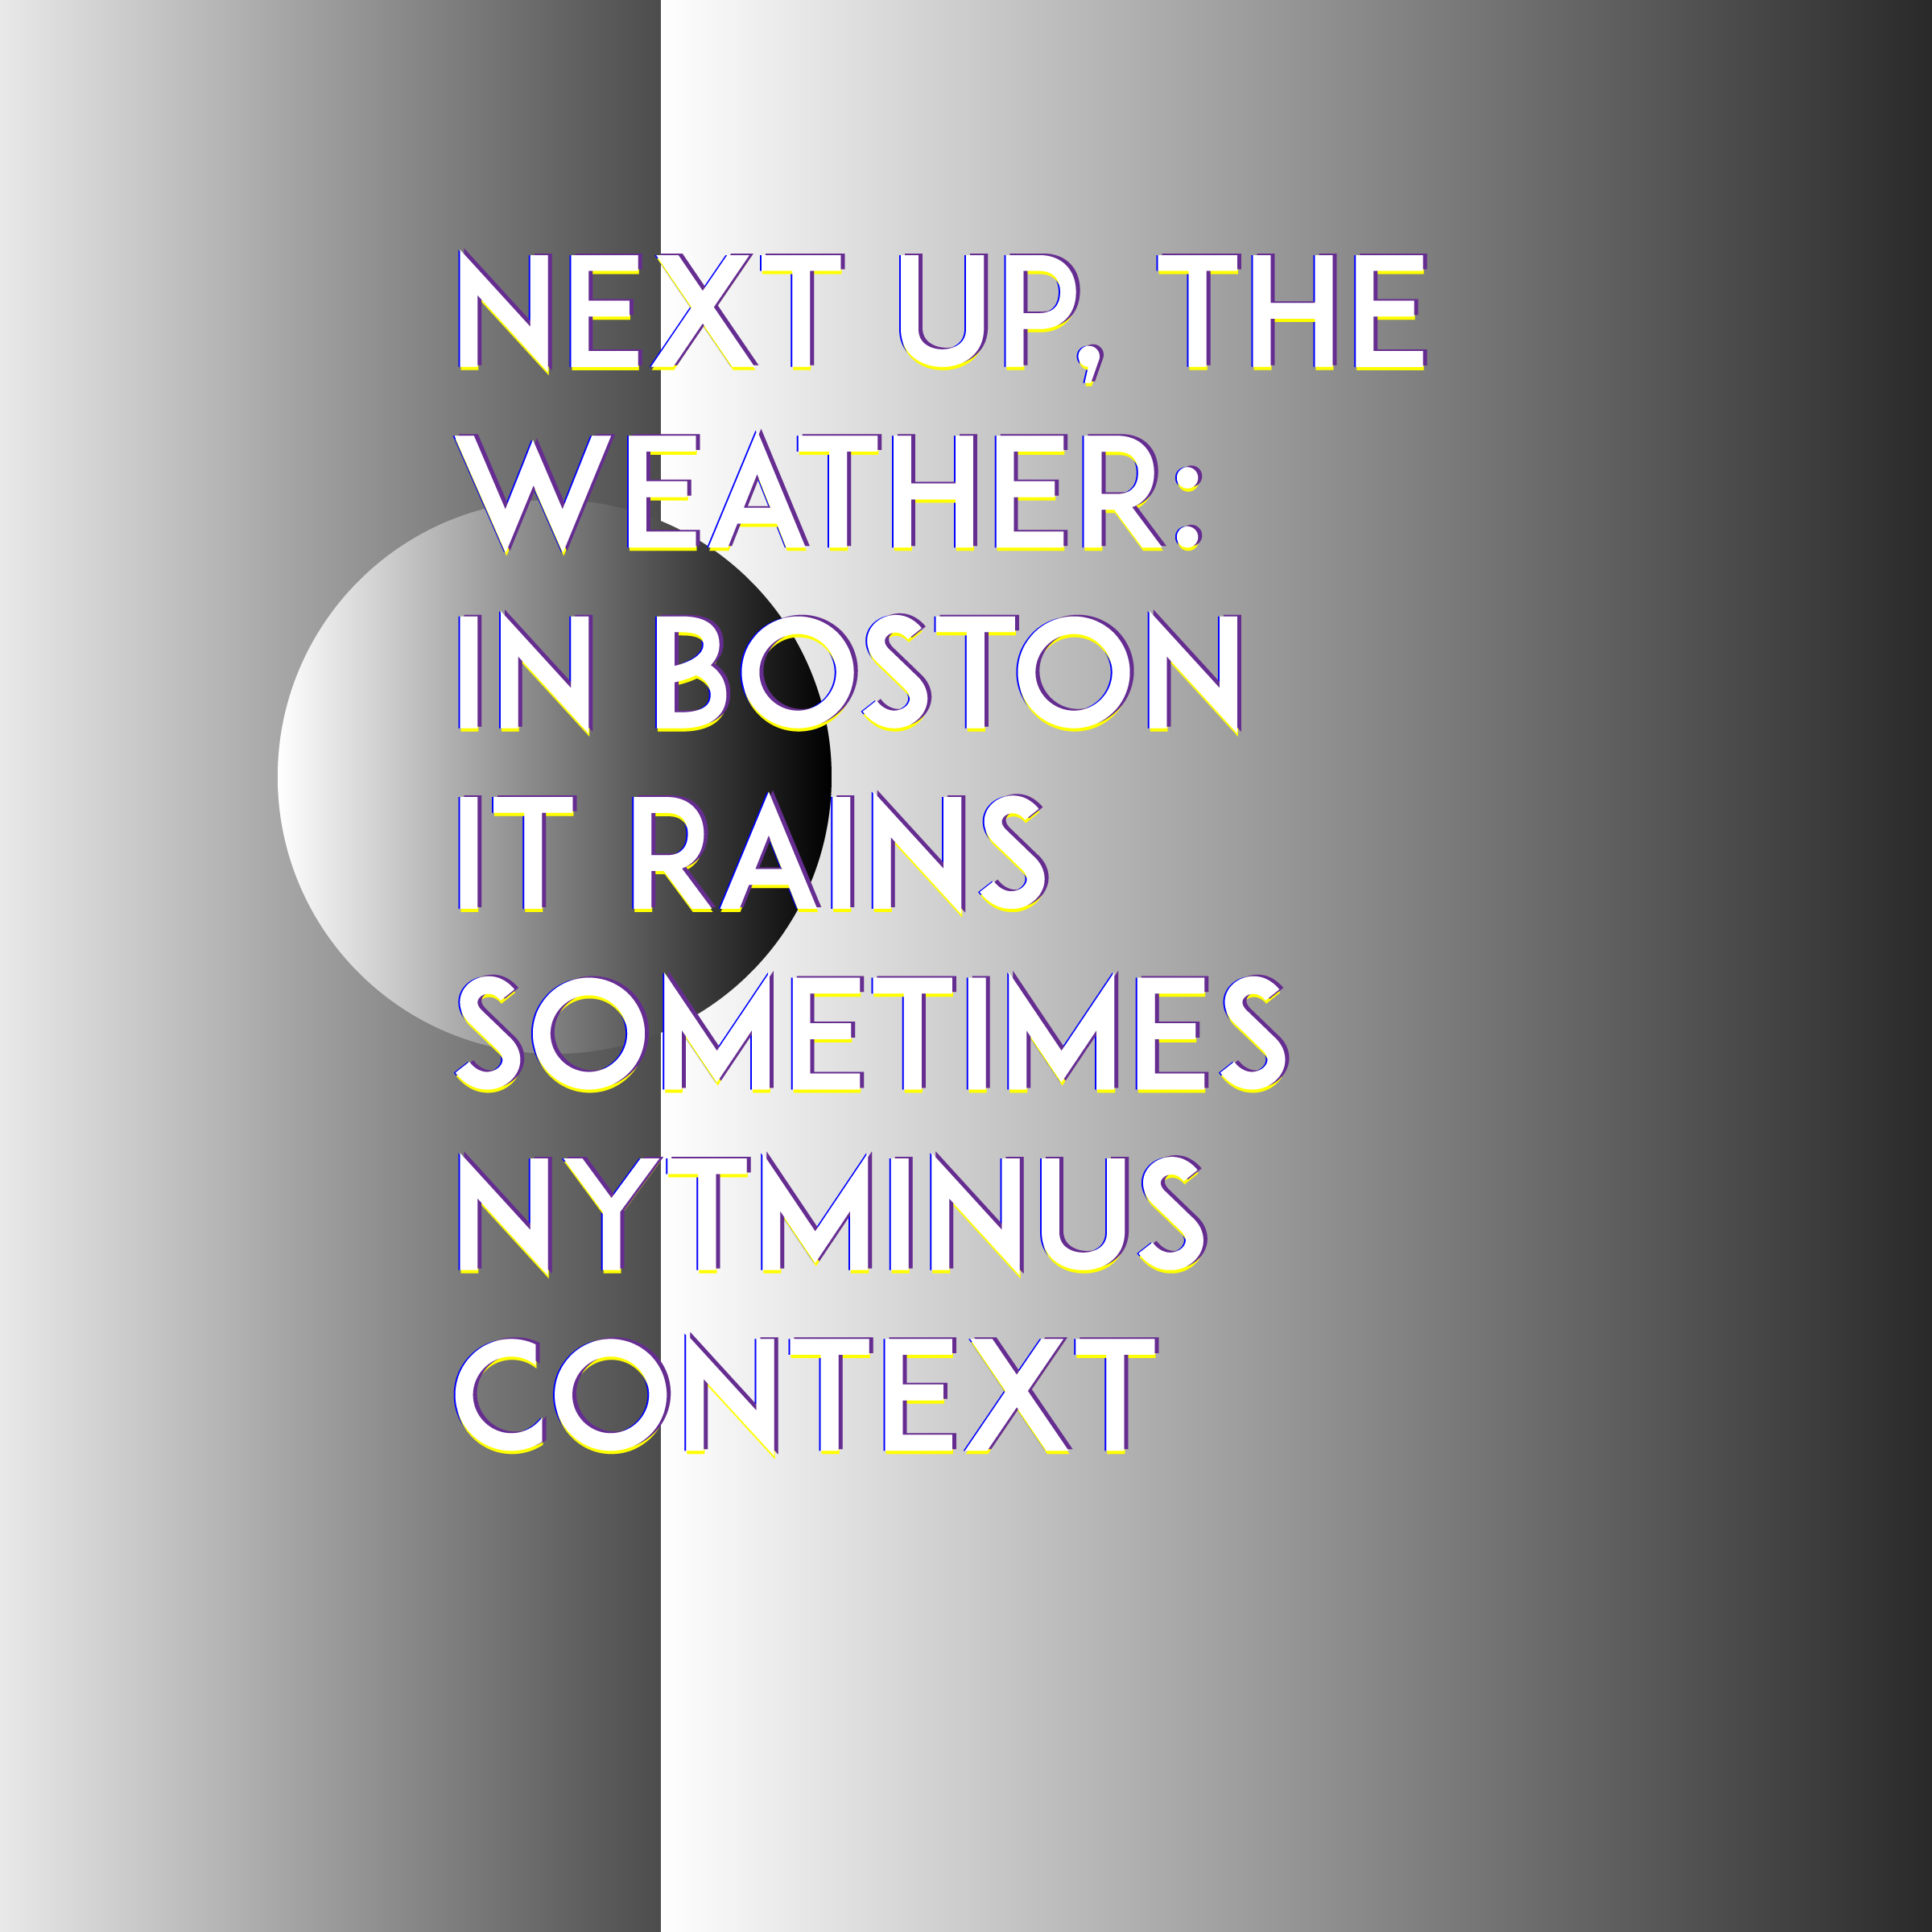 NEXT UP, THE
WEATHER:
IN BOSTON
IT RAINS
SOMETIMES
NYTMINUS
CONTEXT